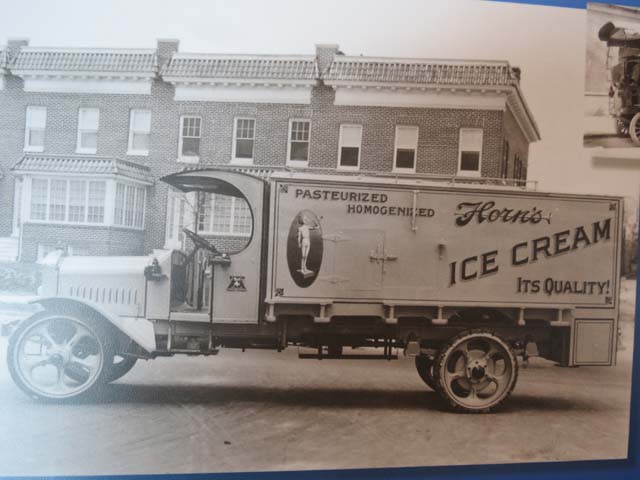 PASTEURIZED
HOMOGENIZED
Horn's
ICE CREAM
ITS QUALITY!